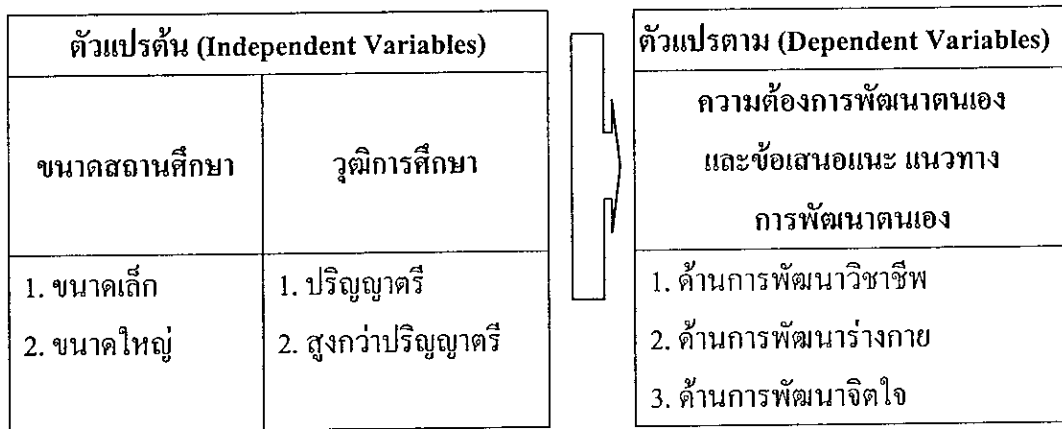 ตัวแปรต้น (Independent Variables)
ขนาดสถานศึกษา
วุฒิการศึกษา
1. ขนาดเล็ก
2. ขนาดใหญ่
1. ปริญญาตรี
2. สูงกว่าปริญญาตรี
ตัวแปรตาม (Dependent Variables)
ความต้องการพัฒนาตนเอง
และข้อเสนอแนะ แนวทาง
การพัฒนาตนเอง
1. ด้านการพัฒนาวิชาชีพ
2. ด้านการพัฒนาร่างกาย
3. ด้านการพัฒนาจิตใจ